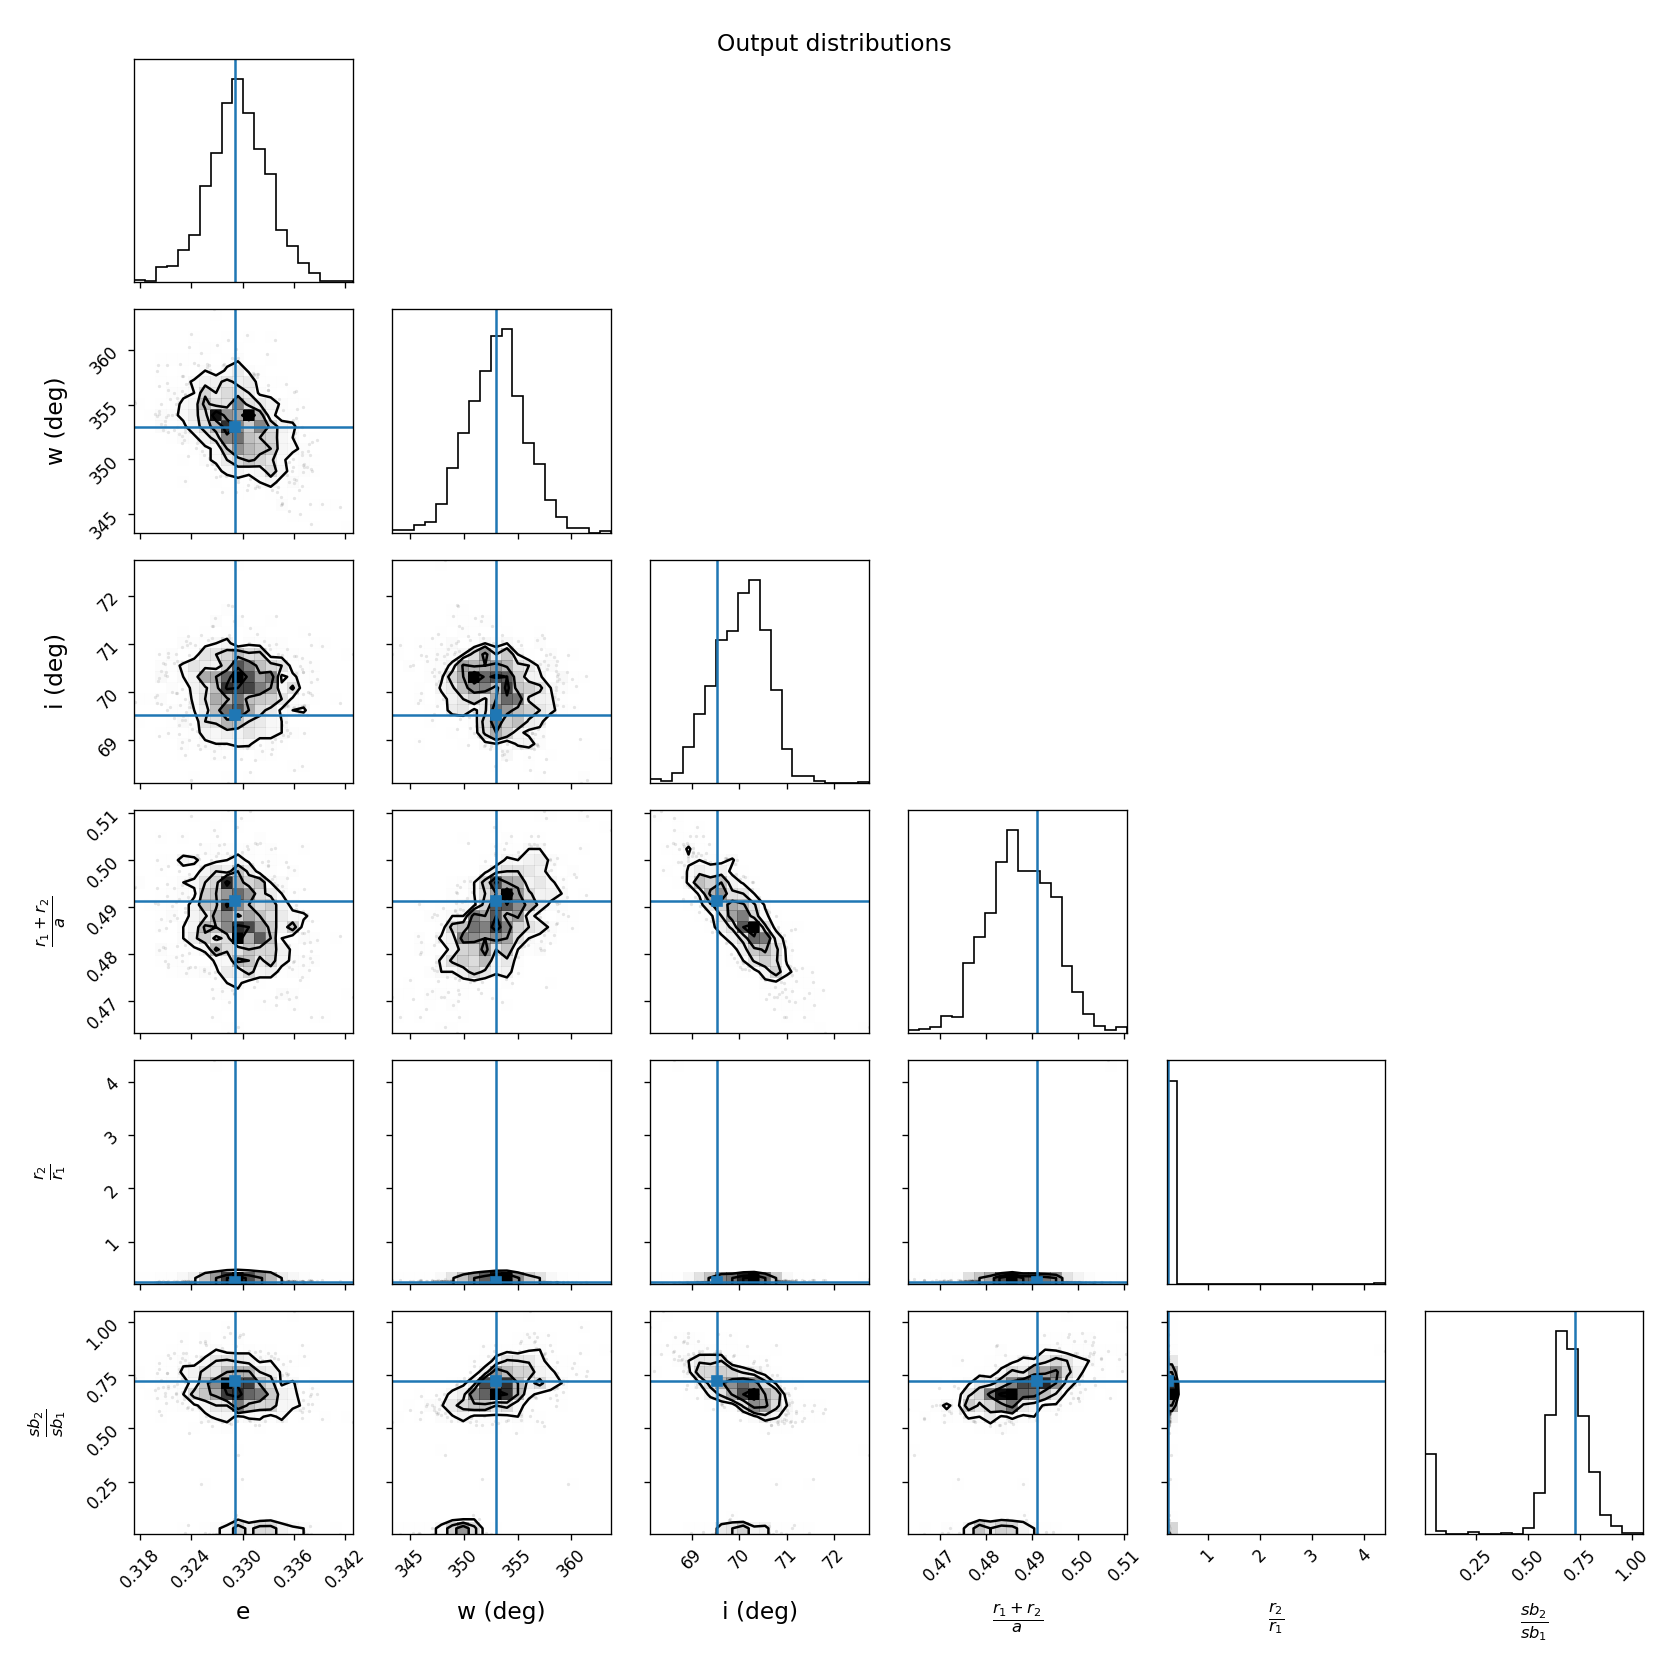 Output distributions
w (deg)
360
355
350
345
i (deg)
72
71
70
69
r1 + r2
a
0.51
0.50
0.49
0.48
0.47
r2
r1
4
3
2
1
sb2
sb1
1.00
0.75
0.50
0.25
0.318 0.324 0.330 0.336 0.342
345 350 355 360
69 70 71 72
0.47 0.48 0.49 0.50 0.51
1 2 3 4
0.25 0.50 0.75 1.00
e
w (deg)
i (deg)
r1 + r2
a
r2
r1
sb2
sb1